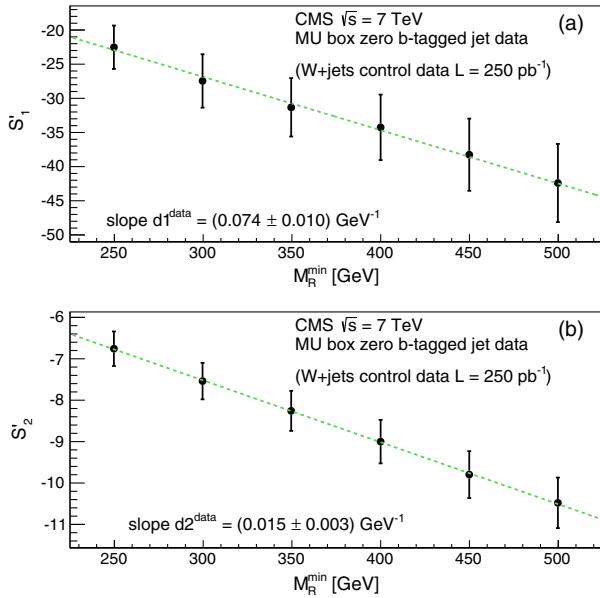 CMS √s = 7 TeV
(a)
MU box zero b-tagged jet data
(W+jets control data L = 250 pb⁻¹)
-20
-25
-30
-35
-40
-45
-50
S'₁
slope d1ᵈᵃᵗᵃ = (0.074 ± 0.010) GeV⁻¹
250 300 350 400 450 500
M_R^min [GeV]
CMS √s = 7 TeV
(b)
MU box zero b-tagged jet data
(W+jets control data L = 250 pb⁻¹)
-6
-7
-8
-9
-10
-11
S'₂
slope d2ᵈᵃᵗᵃ = (0.015 ± 0.003) GeV⁻¹
250 300 350 400 450 500
M_R^min [GeV]